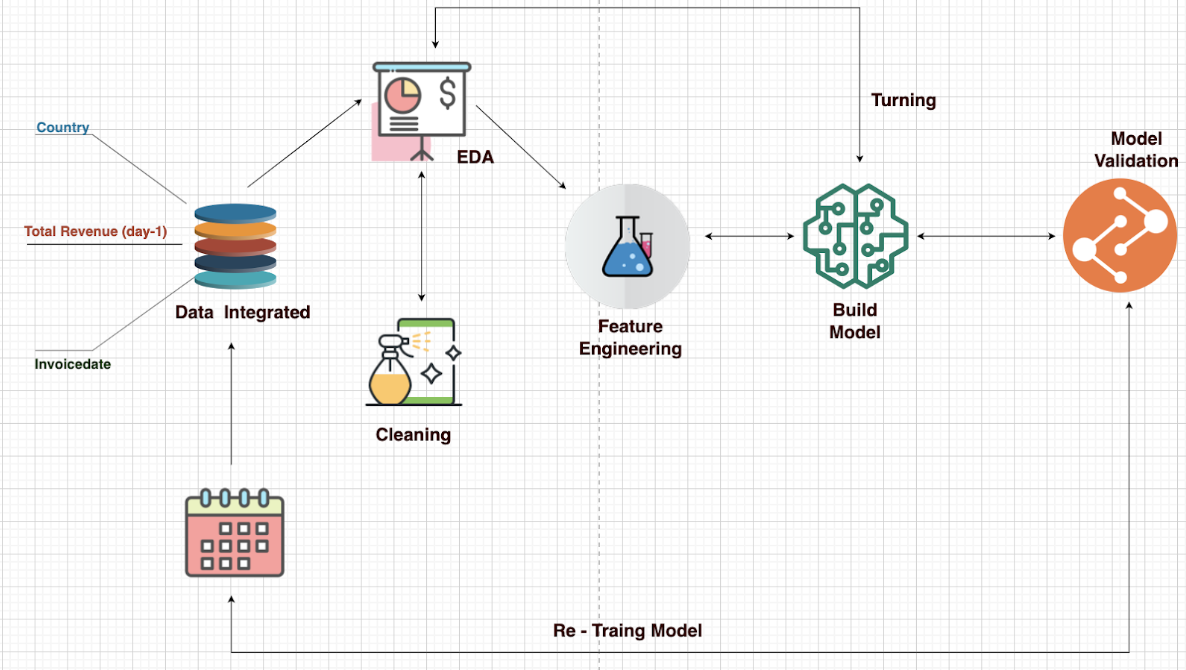 Turning
Model
Validation
Country
EDA
Total Revenue (day-1)
Data Integrated
Build
Model
Feature
Engineering
Invoicedate
Cleaning
Re - Traing Model